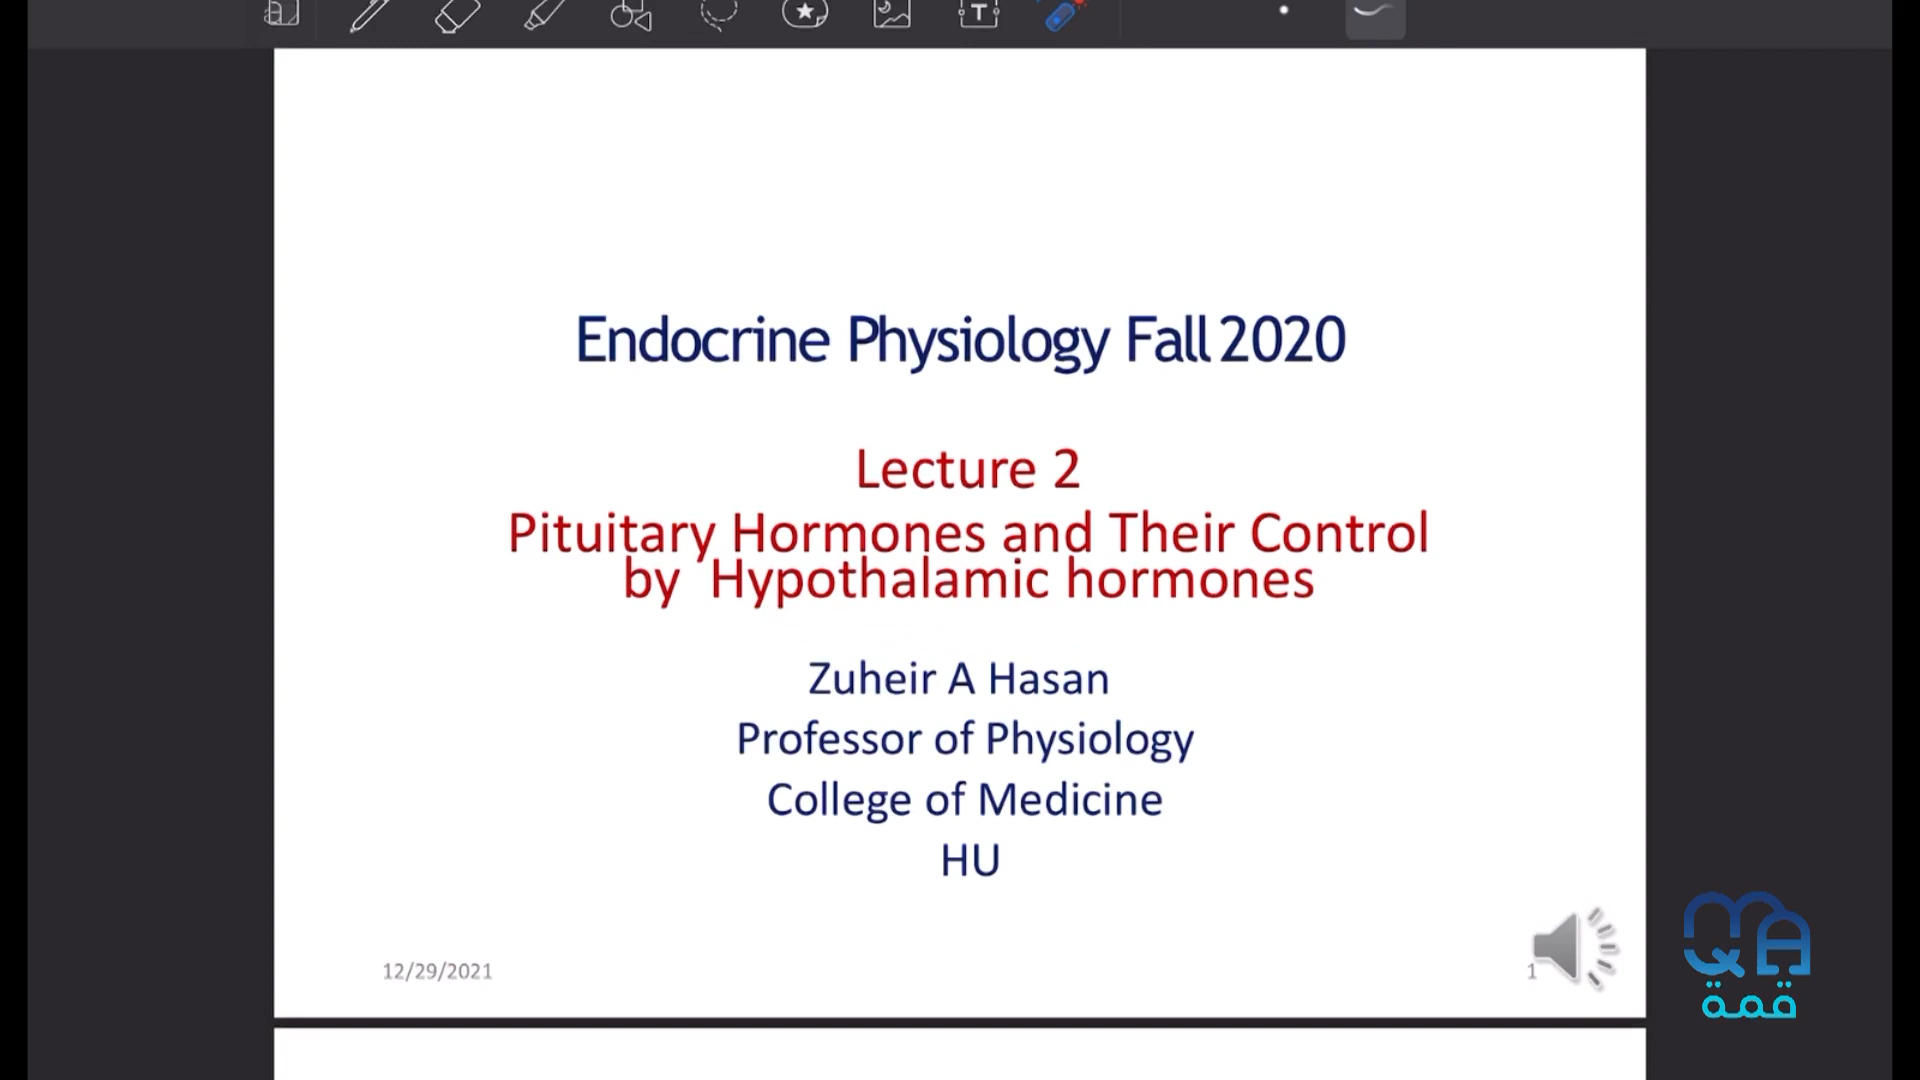 Endocrine Physiology Fall 2020
Lecture 2
Pituitary Hormones and Their Control
by Hypothalamic hormones
Zuheir A Hasan
Professor of Physiology
College of Medicine
HU
12/29/2021
1
QMA
قمة